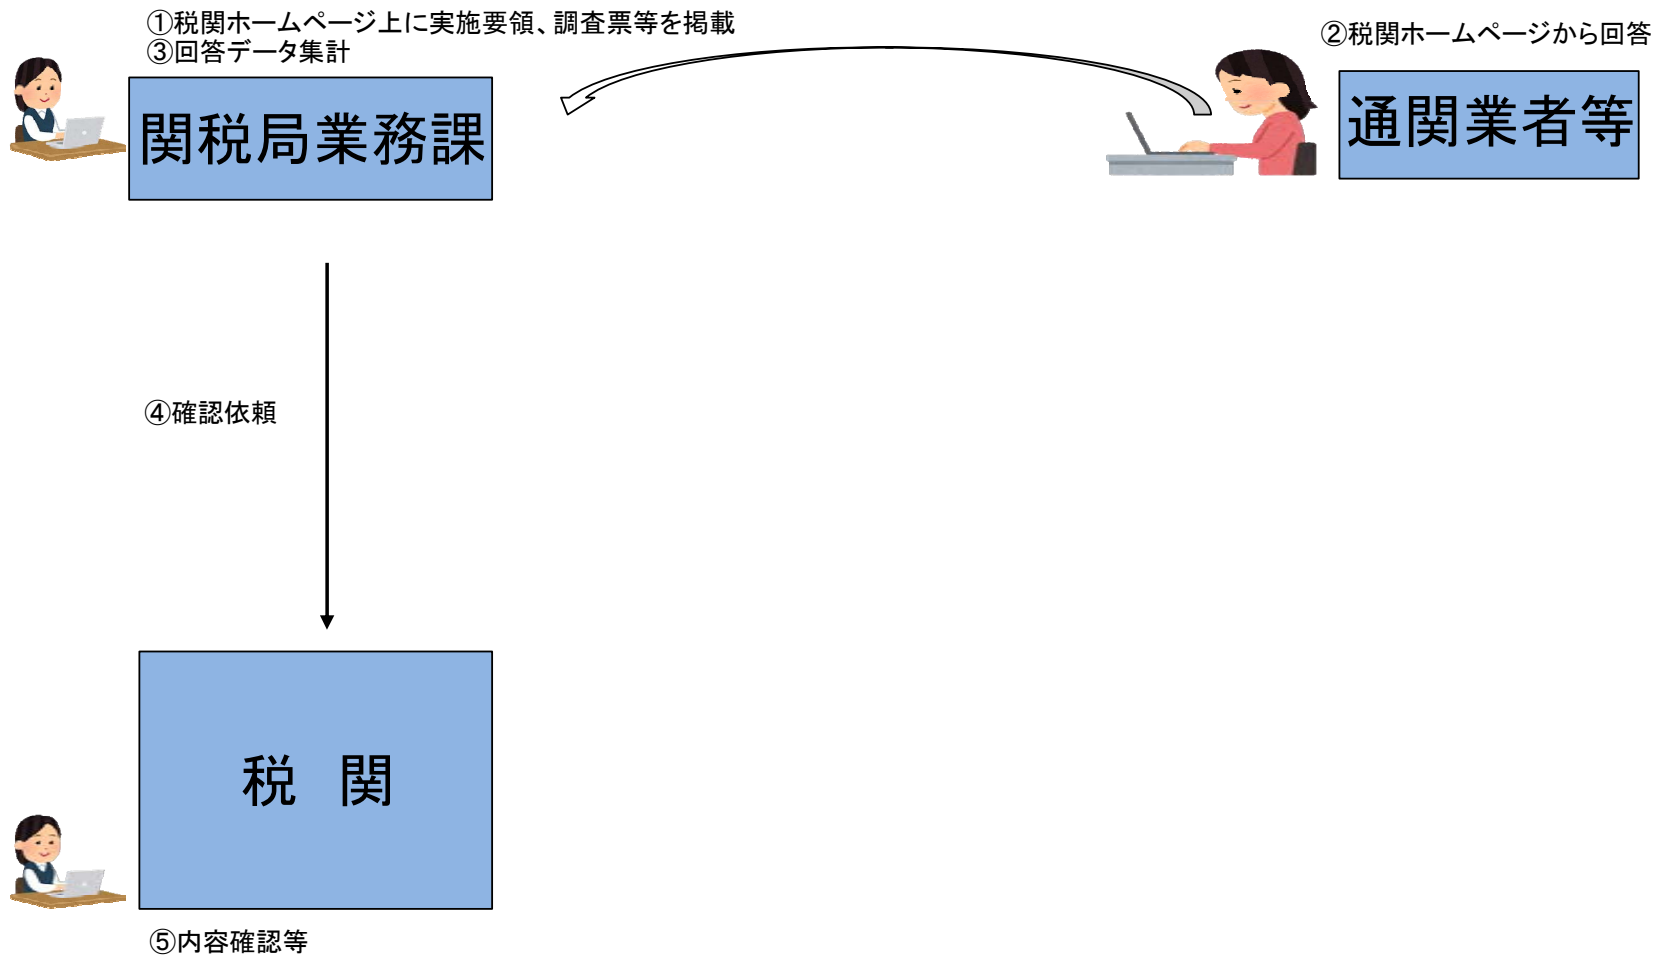 ①税関ホームページ上に実施要領、調査票等を掲載
③回答データ集計
関税局業務課
②税関ホームページから回答
通関業者等
④確認依頼
税　関
⑤内容確認等